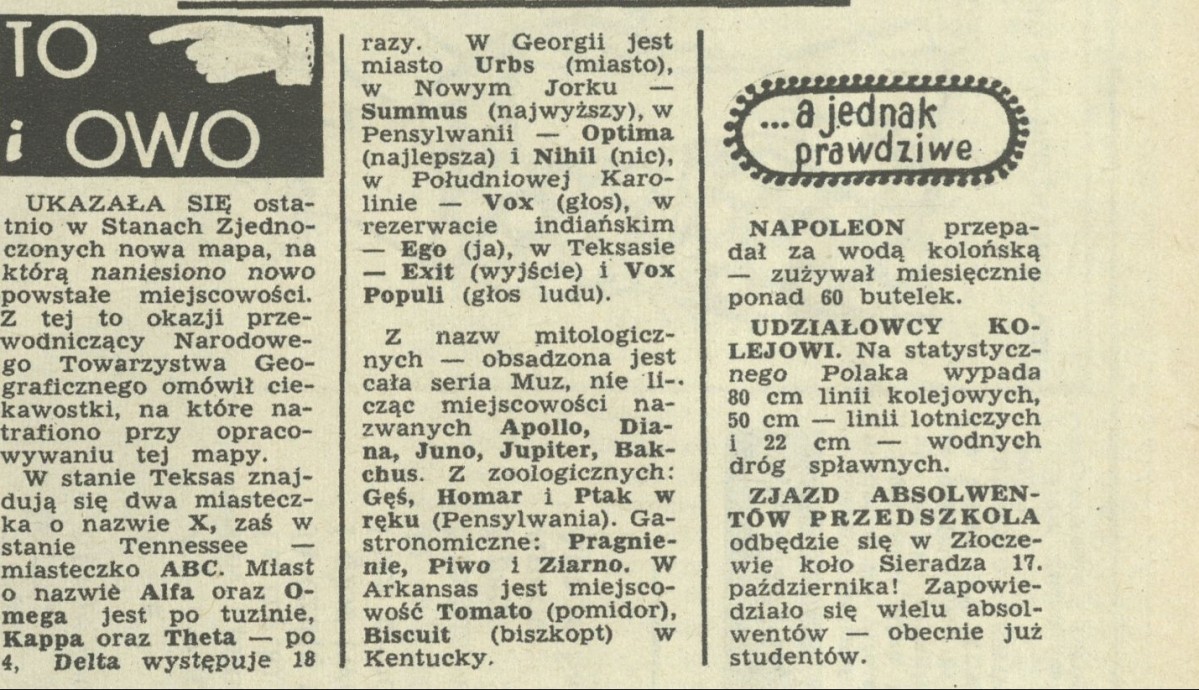 TO
i OWO
UKAZAŁA SIĘ osta-
tnio w Stanach Zjedno-
czonych nowa mapa, na
którą naniesiono nowo
powstałe miejscowości.
Z tej to okazji prze-
wodniczący Narodowe-
go Towarzystwa Geo-
graficznego omówił cie-
kawostki, na które na-
trafiono przy opraco-
wywaniu tej mapy.
W stanie Teksas znaj-
dują się dwa miastecz-
ka o nazwie X, zaś w
stanie Tennessee —
miasteczko ABC. Miast
o nazwie Alfa oraz O-
mega jest po tuzinie,
Kappa oraz Theta — po
4, Delta występuje 18
razy. W Georgii jest
miasto Urbs (miasto),
w Nowym Jorku —
Summus (najwyższy), w
Pensylwanii — Optima
(najlepsza) i Nihil (nic),
w Południowej Karo-
linie — Vox (głos), w
rezerwacie indiańskim
— Ego (ja), w Teksasie
— Exit (wyjście) i Vox
Populi (głos ludu).
Z nazw mitologicz-
nych — obsadzona jest
cała seria Muz, nie li-
cząc miejscowości na-
zwanych Apollo, Dia-
na, Juno, Jupiter, Bak-
chus. Z zoologicznych:
Gęś, Homar i Ptak w
ręku (Pensylwania). Ga-
stronomiczne: Pragnie-
nie, Piwo i Ziarno. W
Arkansas jest miejsco-
wość Tomato (pomidor),
Biscuit (biszkopt) w
Kentucky.
...a jednak
prawdziwe
NAPOLEON przepa-
dał za wodą kolońską
— zużywał miesięcznie
ponad 60 butelek.
UDZIAŁOWCY KO-
LEJOWI. Na statystycz-
nego Polaka wypada
80 cm linii kolejowych,
50 cm — linii lotniczych
i 22 cm — wodnych
dróg spławnych.
ZJAZD ABSOLWEN-
TÓW PRZEDSZKOLA
odbędzie się w Złocze-
wie koło Sieradza 17.
października! Zapowie-
działo się wielu absol-
wentów — obecnie już
studentów.